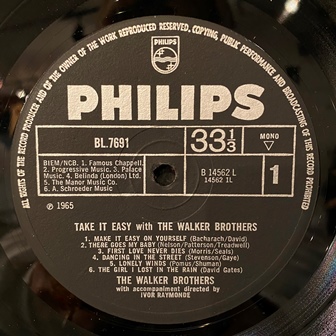 ALL RIGHTS OF THE RECORD PRODUCER AND OF THE OWNER OF THE WORK REPRODUCED RESERVED. COPYING, PUBLIC PERFORMANCE AND BROADCASTING OF THIS RECORD PROHIBITED.
PHILIPS
PHILIPS
BL.7691
33⅓
MONO
BIEM/NCB. 1. Famous Chappell.
2. Progressive Music. 3. Palace
Music. 4. Belinda (London) Ltd.
5. The Manor Music Co.
6. A. Schroeder Music
B 14562 L
14562 1L
1
℗ 1965
TAKE IT EASY with THE WALKER BROTHERS
1. MAKE IT EASY ON YOURSELF (Bacharach/David)
2. THERE GOES MY BABY (Nelson/Patterson/Treadwell)
3. FIRST LOVE NEVER DIES (Morris/Seals)
4. DANCING IN THE STREET (Stevenson/Gaye)
5. LONELY WINDS (Pomus/Shuman)
6. THE GIRL I LOST IN THE RAIN (David Gates)
THE WALKER BROTHERS
with accompaniment directed by
IVOR RAYMONDE